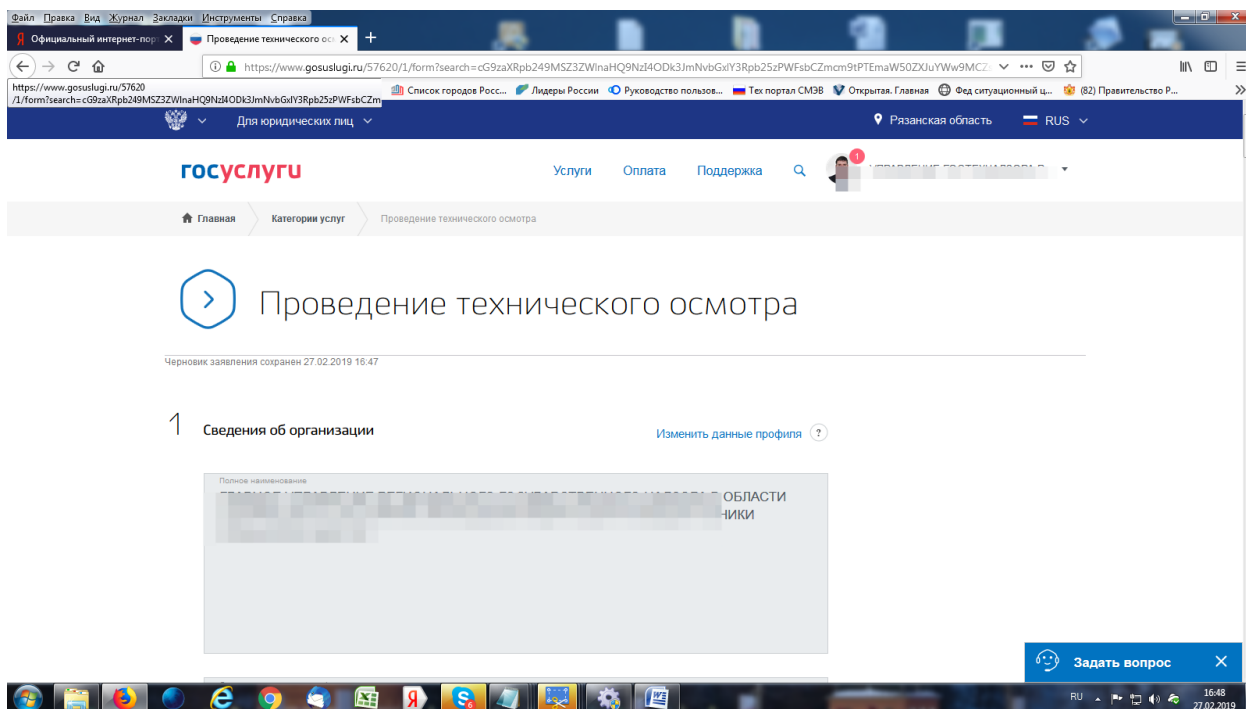 Файл Правка Вид Журнал Закладки Инструменты Справка
Официальный интернет-порт
Проведение технического ос
https://www.gosuslugi.ru/57620/1/form?search=cG9zaXRpb249MSZ3ZWlnaHQ9NzI4ODk3JmNvbGxlY3Rpb25zPWFsbCZmcm9tPTEmaW50ZXJuYWw9MCZ
https://www.gosuslugi.ru/57620
/1/form?search=cG9zaXRpb249MSZ3ZWlnaHQ9NzI4ODk3JmNvbGxlY3Rpb25zPWFsbCZm
Список городов Росс... Лидеры России Руководство пользов... Тех портал СМЭВ Открытая. Главная Фед ситуационный ц... (82) Правительство Р...
Для юридических лиц
Рязанская область
RUS
госуслуги
Услуги Оплата Поддержка
1
Главная Категории услуг Проведение технического осмотра
Проведение технического осмотра
Черновик заявления сохранен 27.02.2019 16:47
1 Сведения об организации
Изменить данные профиля ?
Полное наименование
ОБЛАСТИ
Задать вопрос
RU
16:48
27.02.2019